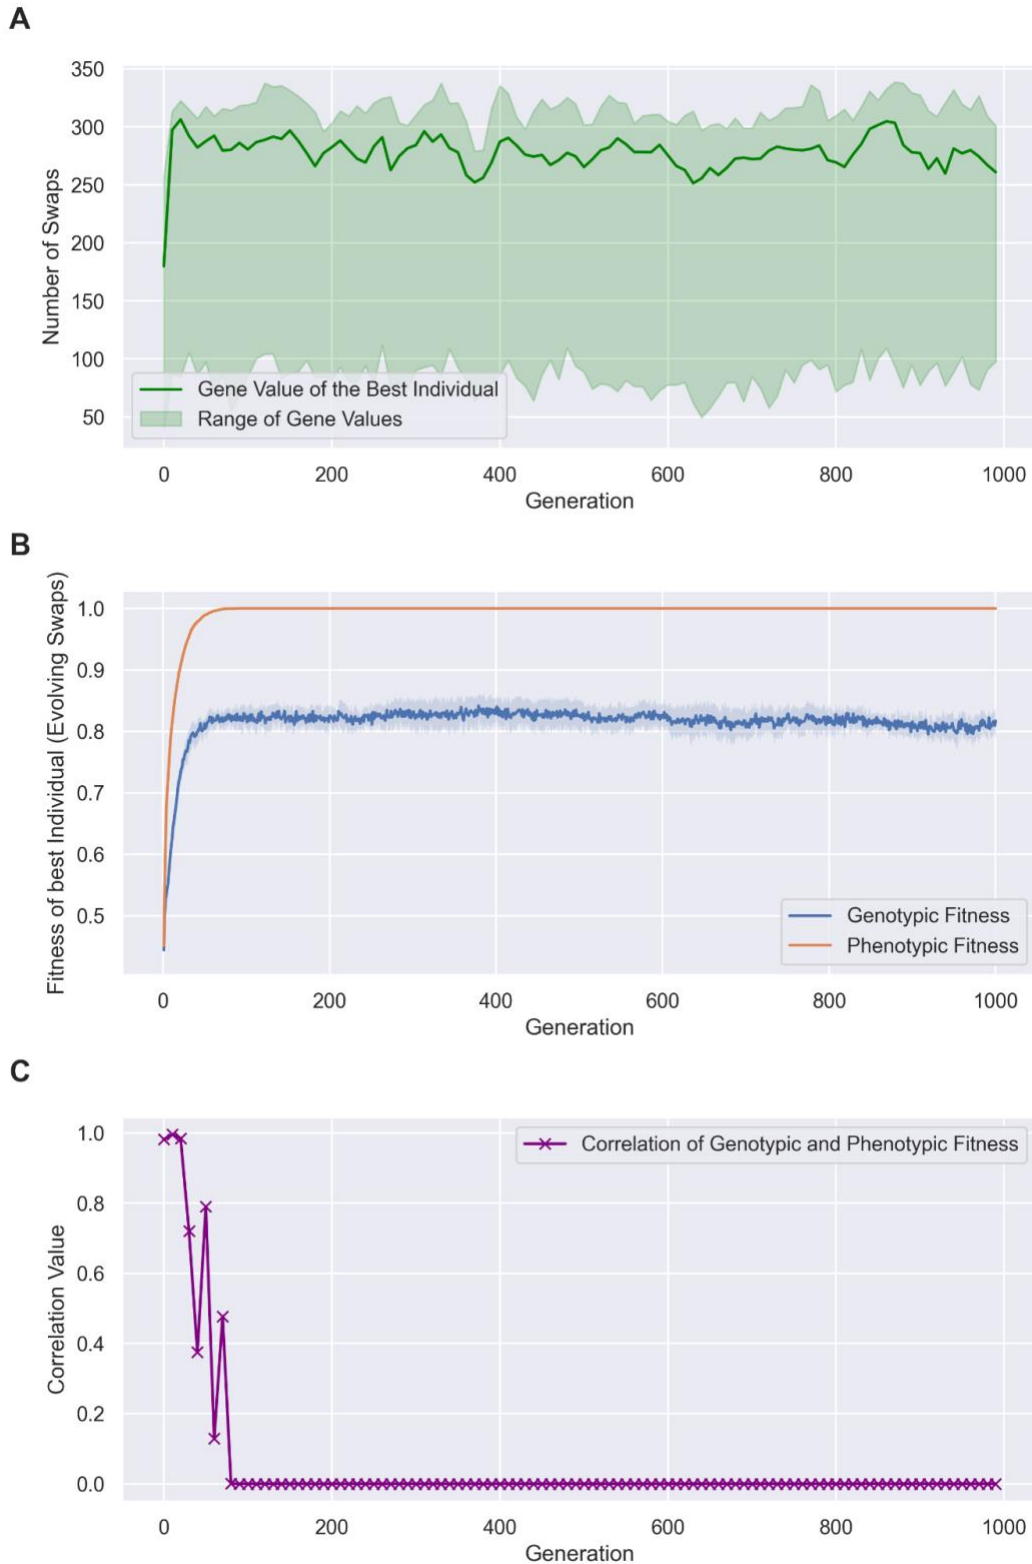 A
Number of Swaps
350
300
250
200
150
100
50
Gene Value of the Best Individual
Range of Gene Values
0 200 400 600 800 1000
Generation
B
Fitness of best Individual (Evolving Swaps)
1.0
0.9
0.8
0.7
0.6
0.5
Genotypic Fitness
Phenotypic Fitness
0 200 400 600 800 1000
Generation
C
Correlation Value
1.0
0.8
0.6
0.4
0.2
0.0
Correlation of Genotypic and Phenotypic Fitness
0 200 400 600 800 1000
Generation